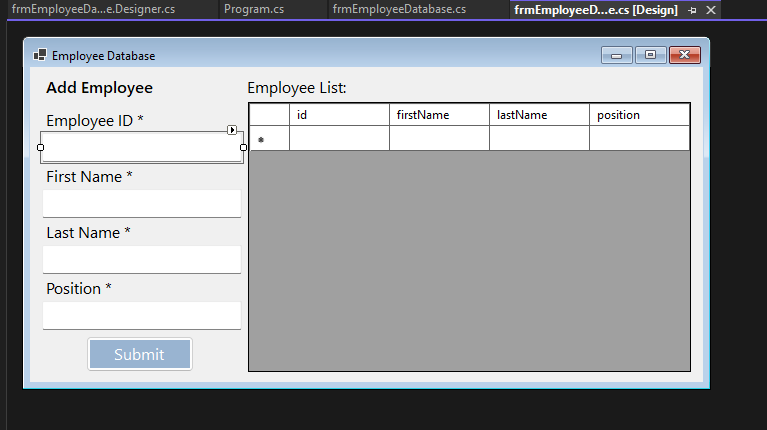 frmEmployeeDa...e.Designer.cs Program.cs frmEmployeeDatabase.cs frmEmployeeD...e.cs [Design]
Employee Database
Add Employee
Employee List:
id firstName lastName position
Employee ID *
*
First Name *
Last Name *
Position *
Submit